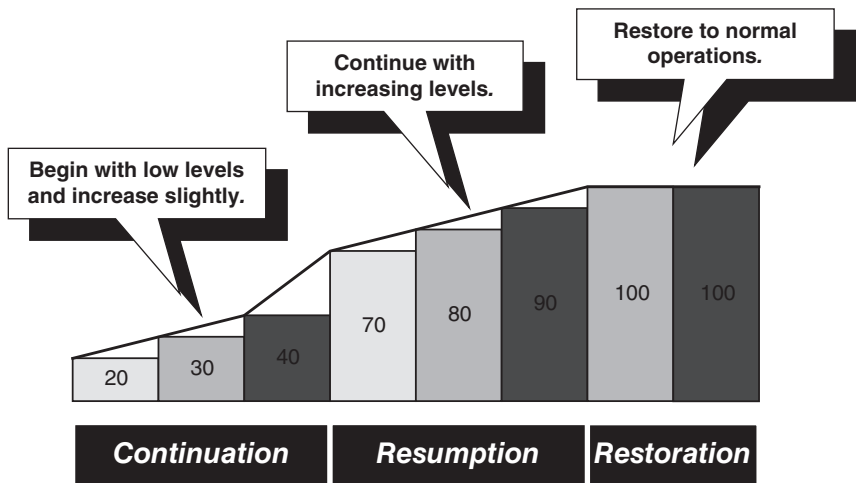 Restore to normal
operations.
Continue with
increasing levels.
Begin with low levels
and increase slightly.
20
30
40
70
80
90
100
100
Continuation
Resumption
Restoration